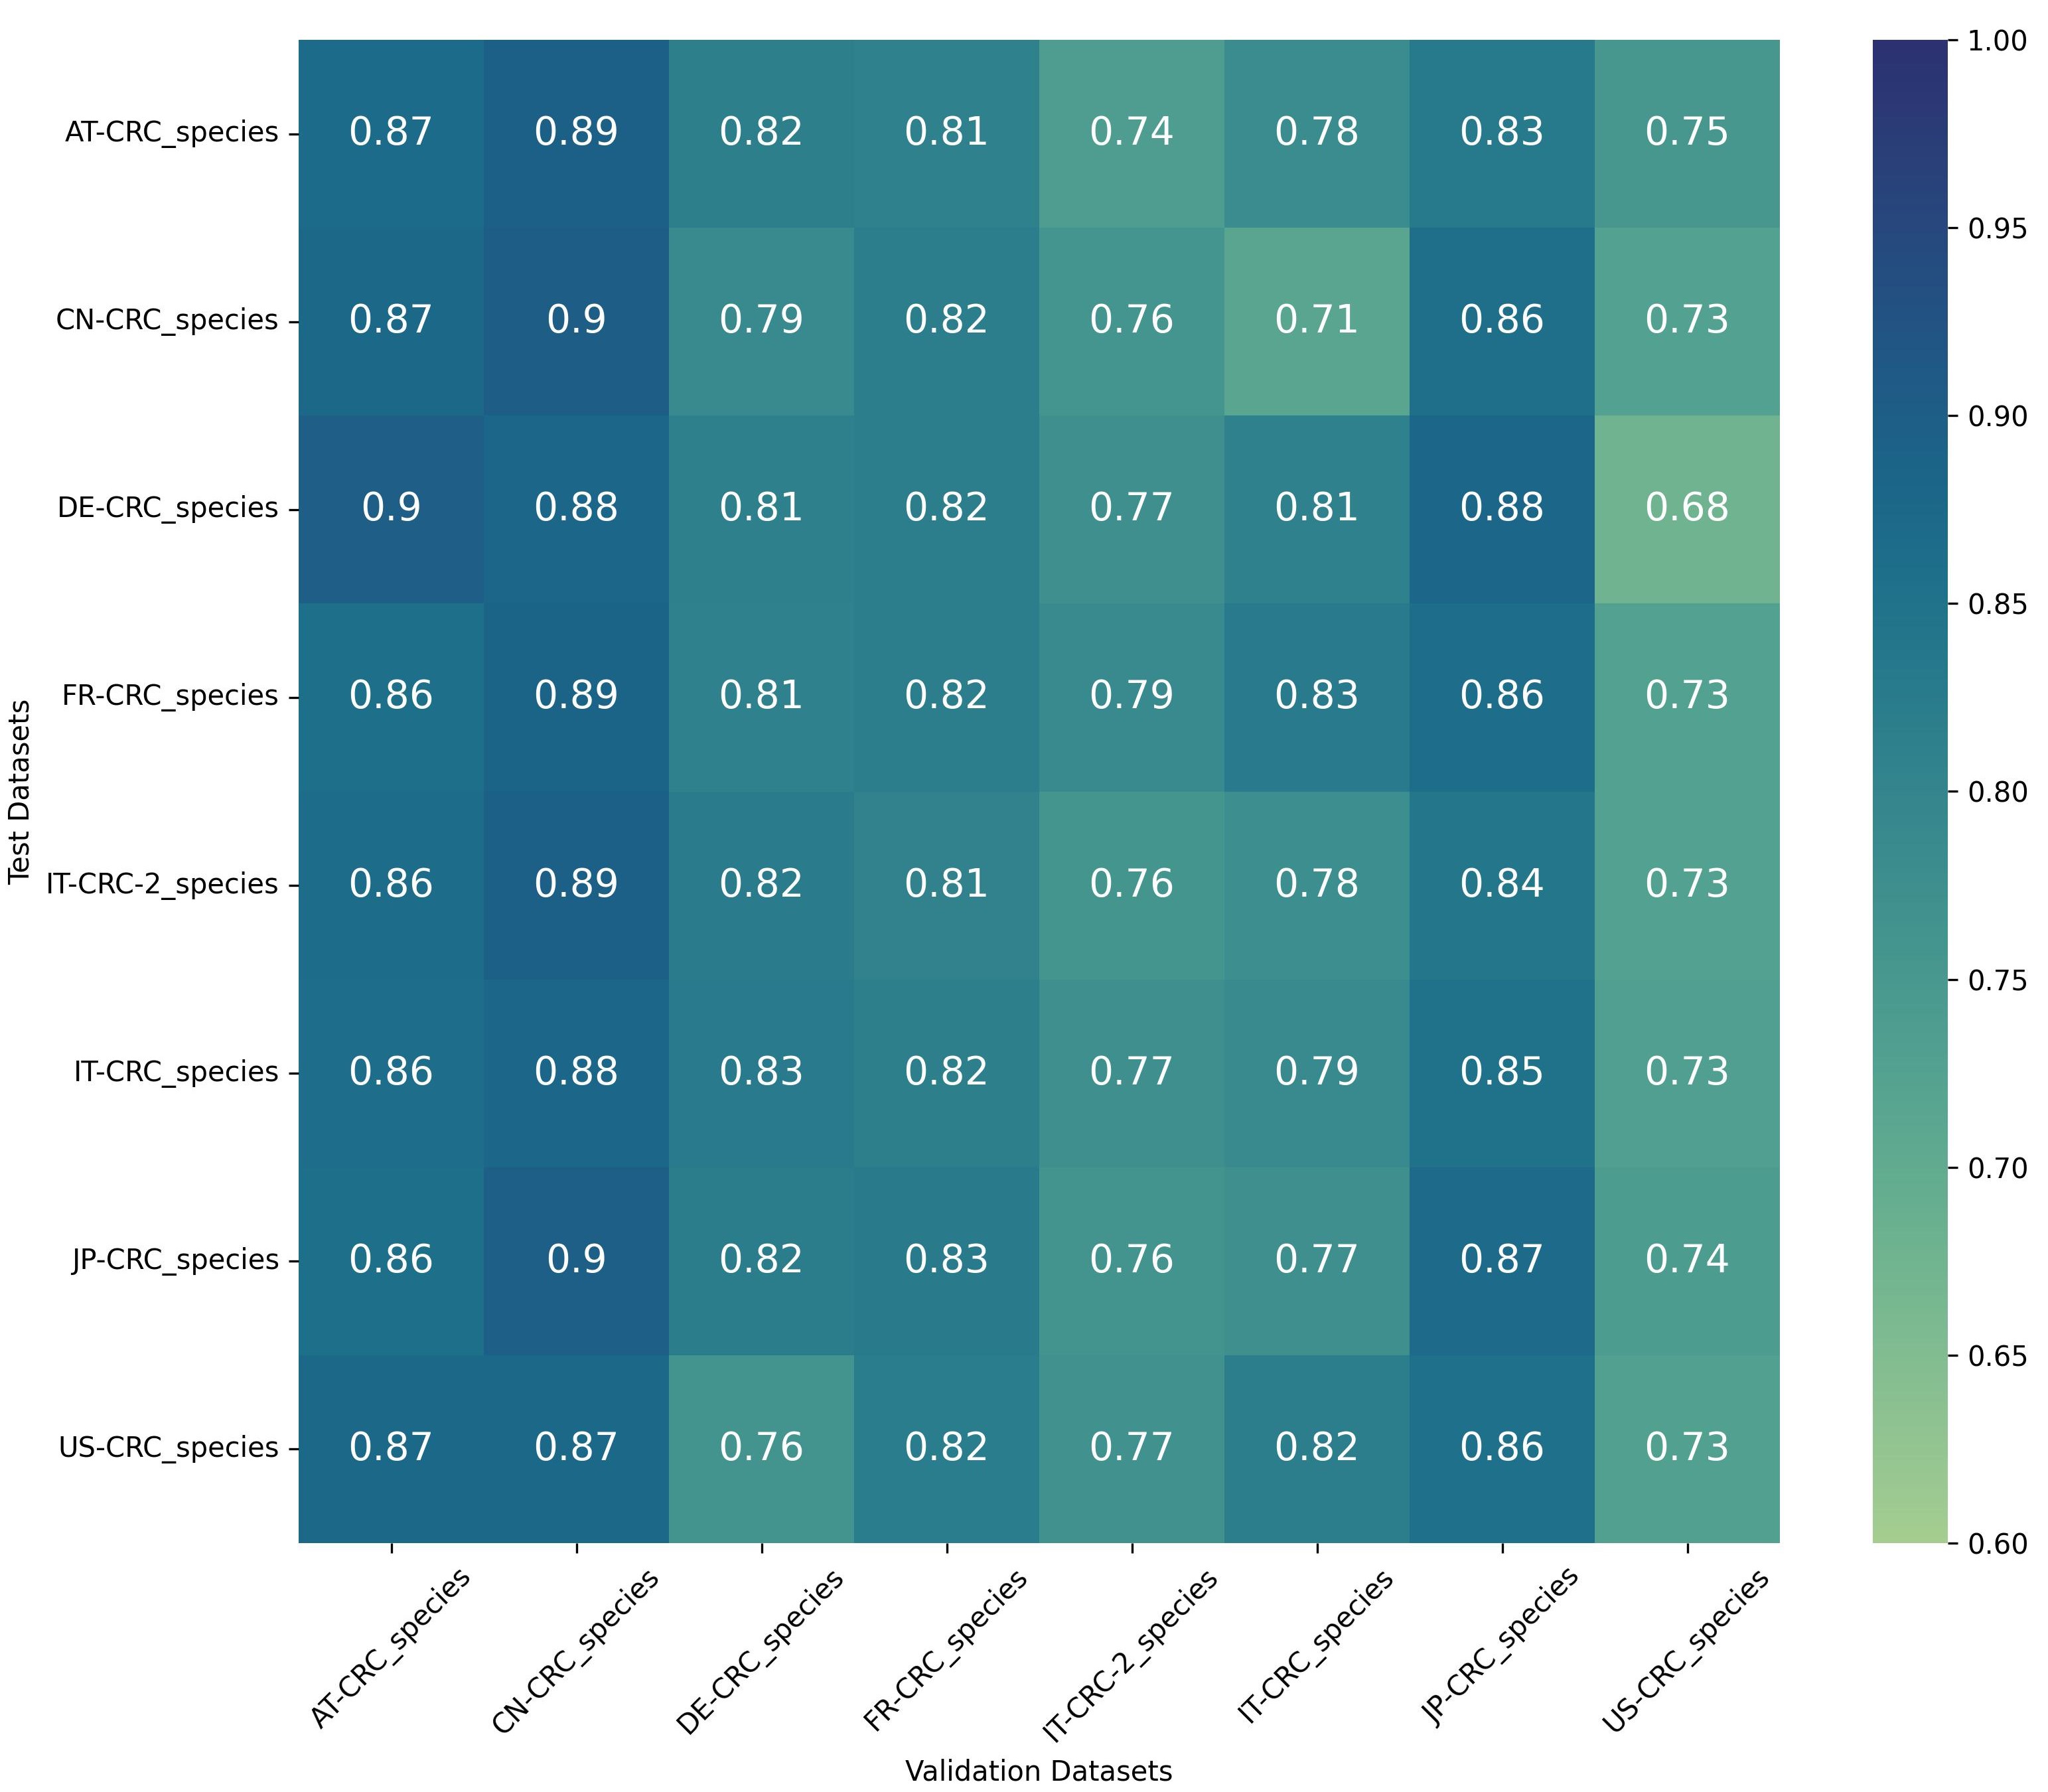 AT-CRC_species 0.87 0.89 0.82 0.81 0.74 0.78 0.83 0.75
CN-CRC_species 0.87 0.9 0.79 0.82 0.76 0.71 0.86 0.73
DE-CRC_species 0.9 0.88 0.81 0.82 0.77 0.81 0.88 0.68
FR-CRC_species 0.86 0.89 0.81 0.82 0.79 0.83 0.86 0.73
IT-CRC-2_species 0.86 0.89 0.82 0.81 0.76 0.78 0.84 0.73
IT-CRC_species 0.86 0.88 0.83 0.82 0.77 0.79 0.85 0.73
JP-CRC_species 0.86 0.9 0.82 0.83 0.76 0.77 0.87 0.74
US-CRC_species 0.87 0.87 0.76 0.82 0.77 0.82 0.86 0.73
Test Datasets
AT-CRC_species
CN-CRC_species
DE-CRC_species
FR-CRC_species
IT-CRC-2_species
IT-CRC_species
JP-CRC_species
US-CRC_species
Validation Datasets
1.00
0.95
0.90
0.85
0.80
0.75
0.70
0.65
0.60